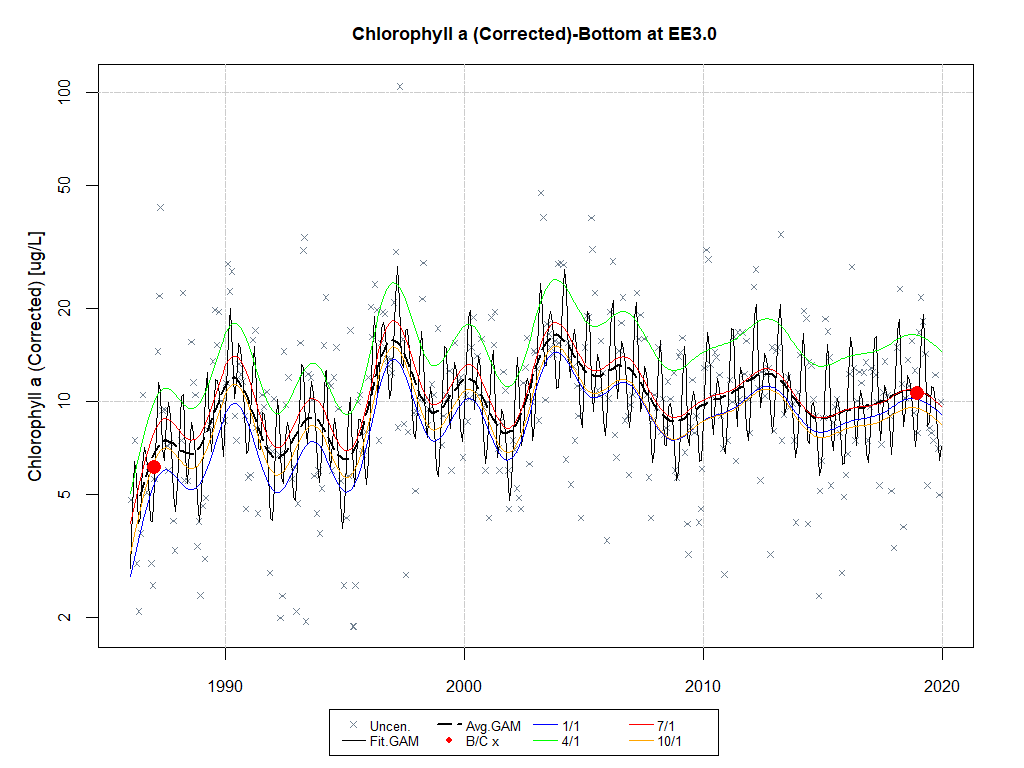 Chlorophyll a (Corrected)-Bottom at EE3.0
Chlorophyll a (Corrected) [ug/L]
100
50
20
10
5
2
1990 2000 2010 2020
Uncen. Avg.GAM 1/1 7/1
Fit.GAM B/C x 4/1 10/1